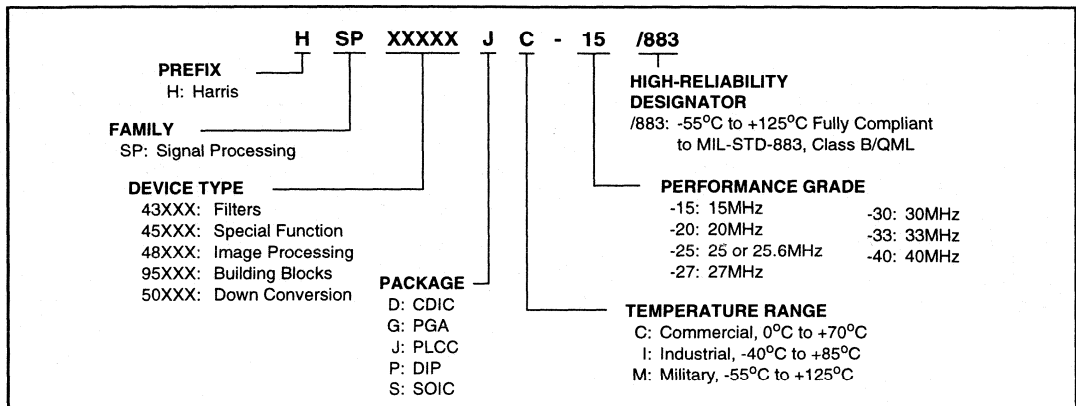 H SP XXXXX J C - 15 /883
PREFIX
H: Harris
FAMILY
SP: Signal Processing
DEVICE TYPE
43XXX: Filters
45XXX: Special Function
48XXX: Image Processing
95XXX: Building Blocks
50XXX: Down Conversion
PACKAGE
D: CDIC
G: PGA
J: PLCC
P: DIP
S: SOIC
HIGH-RELIABILITY
DESIGNATOR
/883: -55°C to +125°C Fully Compliant
to MIL-STD-883, Class B/QML
PERFORMANCE GRADE
-15: 15MHz
-20: 20MHz
-25: 25 or 25.6MHz
-27: 27MHz
-30: 30MHz
-33: 33MHz
-40: 40MHz
TEMPERATURE RANGE
C: Commercial, 0°C to +70°C
I: Industrial, -40°C to +85°C
M: Military, -55°C to +125°C